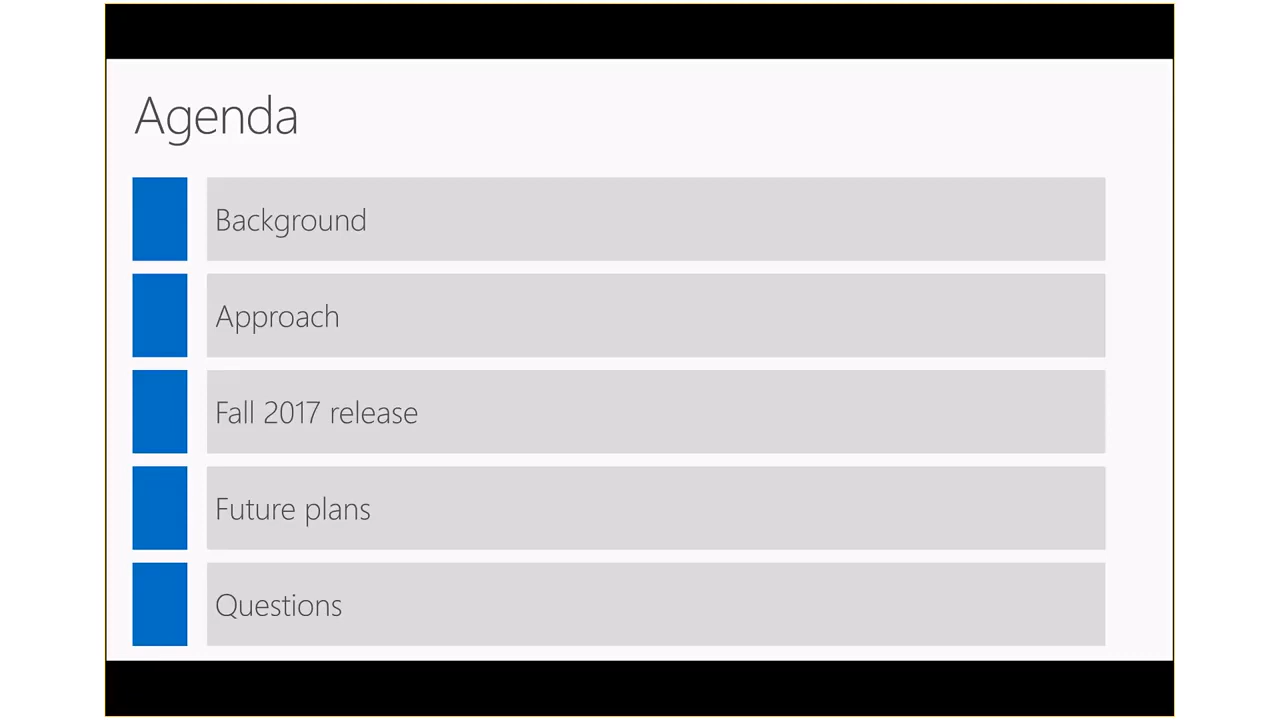 Agenda
Background
Approach
Fall 2017 release
Future plans
Questions